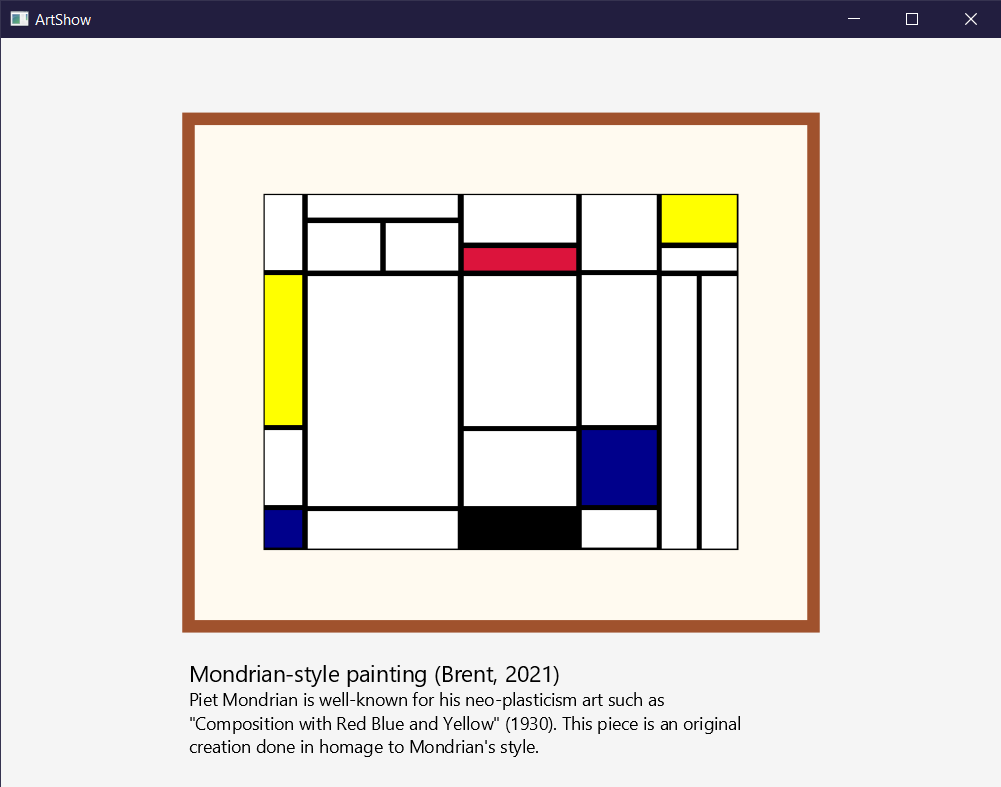 ArtShow
Mondrian-style painting (Brent, 2021)
Piet Mondrian is well-known for his neo-plasticism art such as
"Composition with Red Blue and Yellow" (1930). This piece is an original
creation done in homage to Mondrian's style.